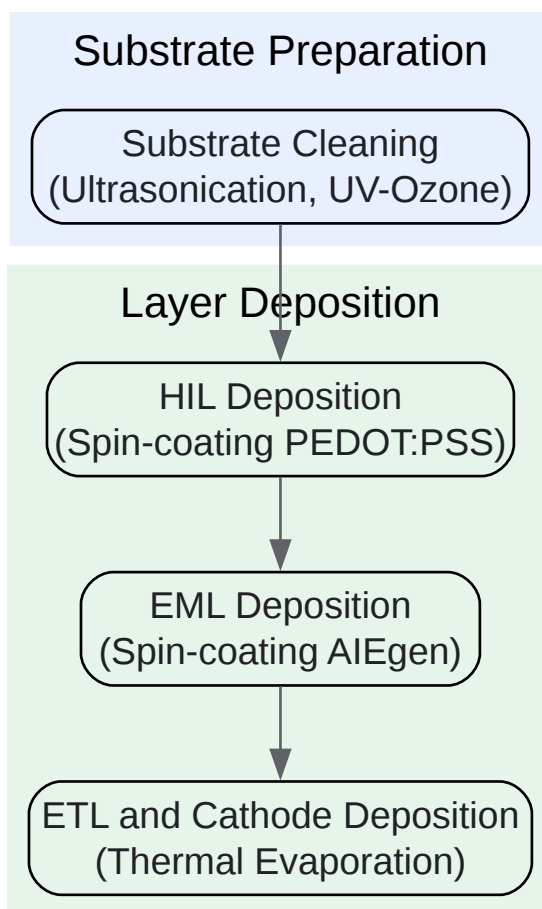 Substrate Preparation
Substrate Cleaning
(Ultrasonication, UV-Ozone)
Layer Deposition
HIL Deposition
(Spin-coating PEDOT:PSS)
EML Deposition
(Spin-coating AIEgen)
ETL and Cathode Deposition
(Thermal Evaporation)